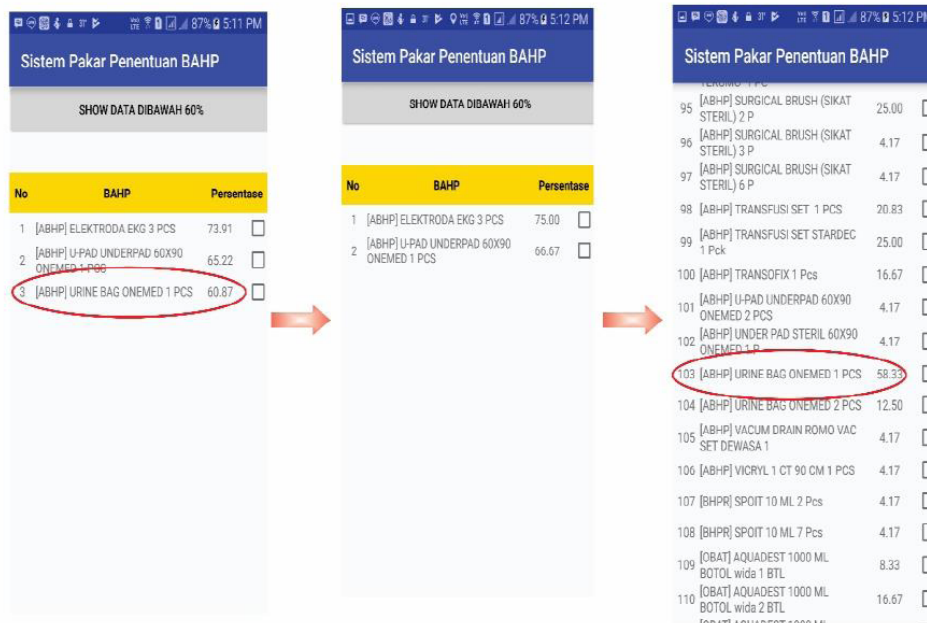 87% 5:11 PM
Sistem Pakar Penentuan BAHP
SHOW DATA DIBAWAH 60%
No BAHP Persentase
1 [ABHP] ELEKTRODA EKG 3 PCS 73.91
2 [ABHP] U-PAD UNDERPAD 60X90 65.22
ONEMED 1 PCS
3 [ABHP] URINE BAG ONEMED 1 PCS 60.87
87% 5:12 PM
Sistem Pakar Penentuan BAHP
SHOW DATA DIBAWAH 60%
No BAHP Persentase
1 [ABHP] ELEKTRODA EKG 3 PCS 75.00
2 [ABHP] U-PAD UNDERPAD 60X90 66.67
ONEMED 1 PCS
87% 5:12 PM
Sistem Pakar Penentuan BAHP
95 [ABHP] SURGICAL BRUSH (SIKAT 25.00
STERIL) 2 P
96 [ABHP] SURGICAL BRUSH (SIKAT 4.17
STERIL) 3 P
97 [ABHP] SURGICAL BRUSH (SIKAT 4.17
STERIL) 6 P
98 [ABHP] TRANSFUSI SET 1 PCS 20.83
99 [ABHP] TRANSFUSI SET STARDEC 25.00
1 Pck
100 [ABHP] TRANSOFIX 1 Pcs 16.67
101 [ABHP] U-PAD UNDERPAD 60X90 4.17
ONEMED 2 PCS
102 [ABHP] UNDER PAD STERIL 60X90 4.17
ONEMED 1 P
103 [ABHP] URINE BAG ONEMED 1 PCS 58.33
104 [ABHP] URINE BAG ONEMED 2 PCS 12.50
105 [ABHP] VACUM DRAIN ROMO VAC 4.17
SET DEWASA 1
106 [ABHP] VICRYL 1 CT 90 CM 1 PCS 4.17
107 [BHPR] SPOIT 10 ML 2 Pcs 4.17
108 [BHPR] SPOIT 10 ML 7 Pcs 4.17
109 [OBAT] AQUADEST 1000 ML 8.33
BOTOL wida 1 BTL
110 [OBAT] AQUADEST 1000 ML 16.67
BOTOL wida 2 BTL